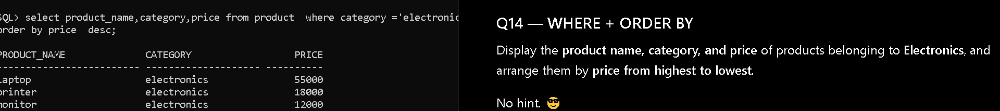 SQL> select product_name,category,price from product  where category ='electronic
order by price  desc;
PRODUCT_NAME CATEGORY PRICE
------------------------- -------------------- ----------
laptop electronics 55000
printer electronics 18000
monitor electronics 12000
Q14 — WHERE + ORDER BY
Display the product name, category, and price of products belonging to Electronics, and
arrange them by price from highest to lowest.
No hint. 😎